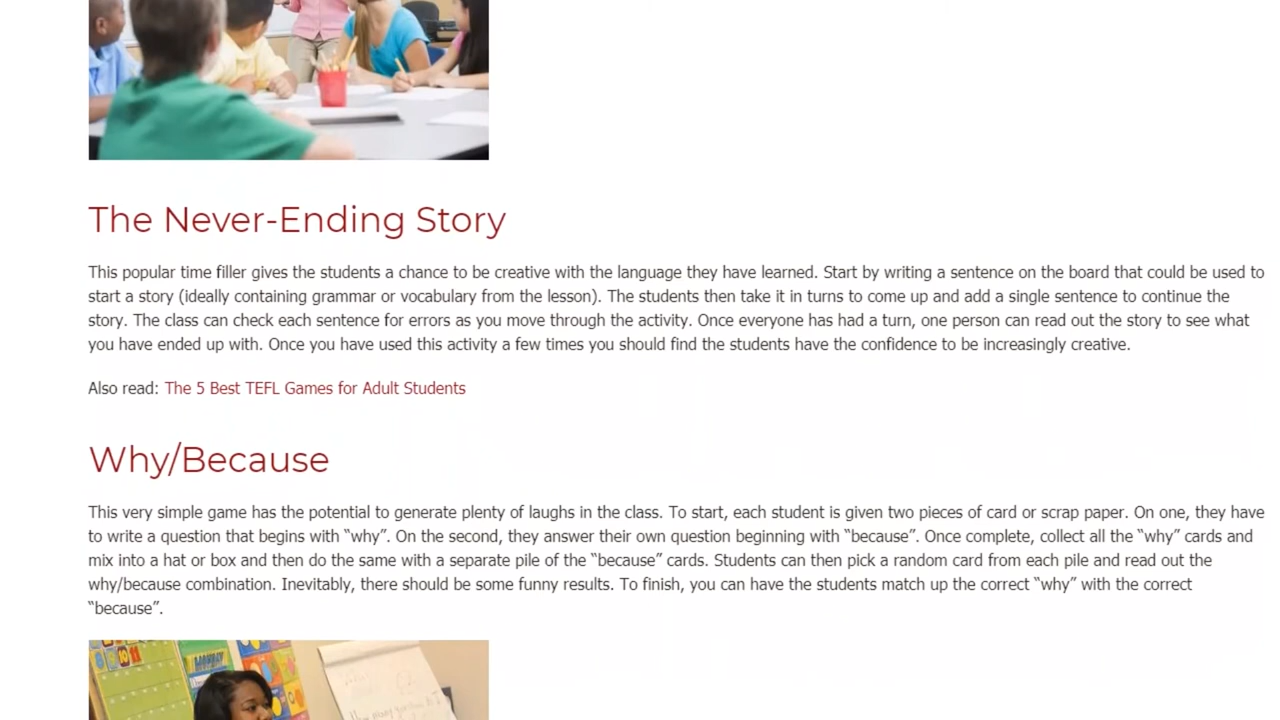 The Never-Ending Story
This popular time filler gives the students a chance to be creative with the language they have learned. Start by writing a sentence on the board that could be used to
start a story (ideally containing grammar or vocabulary from the lesson). The students then take it in turns to come up and add a single sentence to continue the
story. The class can check each sentence for errors as you move through the activity. Once everyone has had a turn, one person can read out the story to see what
you have ended up with. Once you have used this activity a few times you should find the students have the confidence to be increasingly creative.
Also read: The 5 Best TEFL Games for Adult Students
Why/Because
This very simple game has the potential to generate plenty of laughs in the class. To start, each student is given two pieces of card or scrap paper. On one, they have
to write a question that begins with “why”. On the second, they answer their own question beginning with “because”. Once complete, collect all the “why” cards and
mix into a hat or box and then do the same with a separate pile of the “because” cards. Students can then pick a random card from each pile and read out the
why/because combination. Inevitably, there should be some funny results. To finish, you can have the students match up the correct “why” with the correct
“because”.